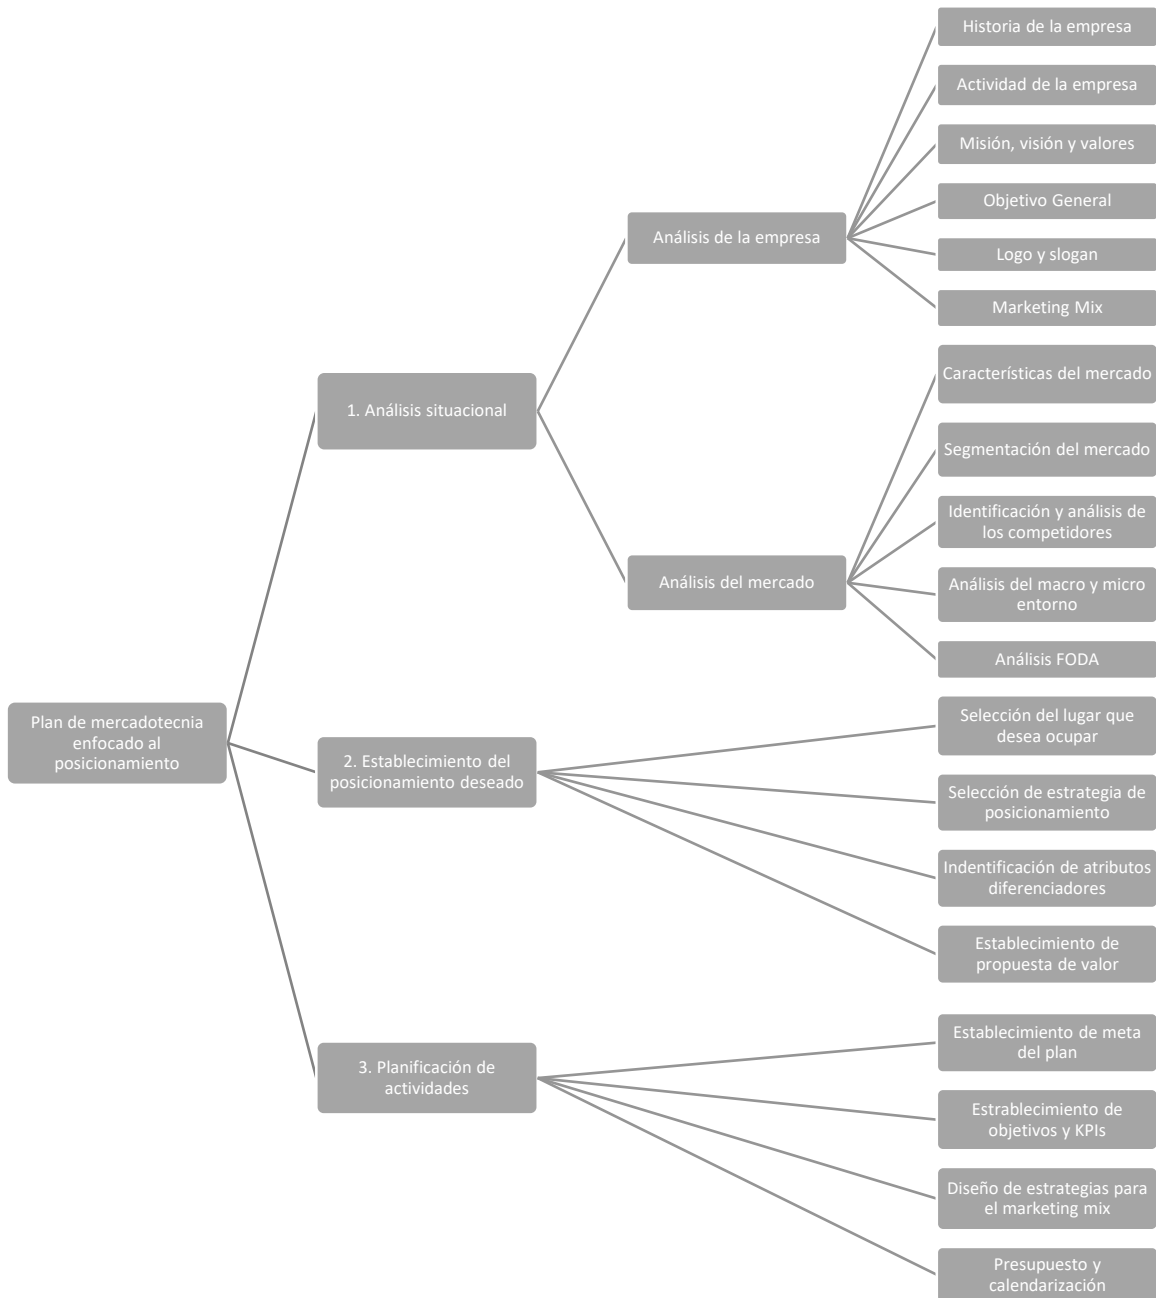 Plan de mercadotecnia
enfocado al
posicionamiento
1. Análisis situacional
Análisis de la empresa
Historia de la empresa
Actividad de la empresa
Misión, visión y valores
Objetivo General
Logo y slogan
Marketing Mix
Análisis del mercado
Características del mercado
Segmentación del mercado
Identificación y análisis de
los competidores
Análisis del macro y micro
entorno
Análisis FODA
2. Establecimiento del
posicionamiento deseado
Selección del lugar que
desea ocupar
Selección de estrategia de
posicionamiento
Indentificación de atributos
diferenciadores
Establecimiento de
propuesta de valor
3. Planificación de
actividades
Establecimiento de meta
del plan
Estrablecimiento de
objetivos y KPIs
Diseño de estrategias para
el marketing mix
Presupuesto y
calendarización